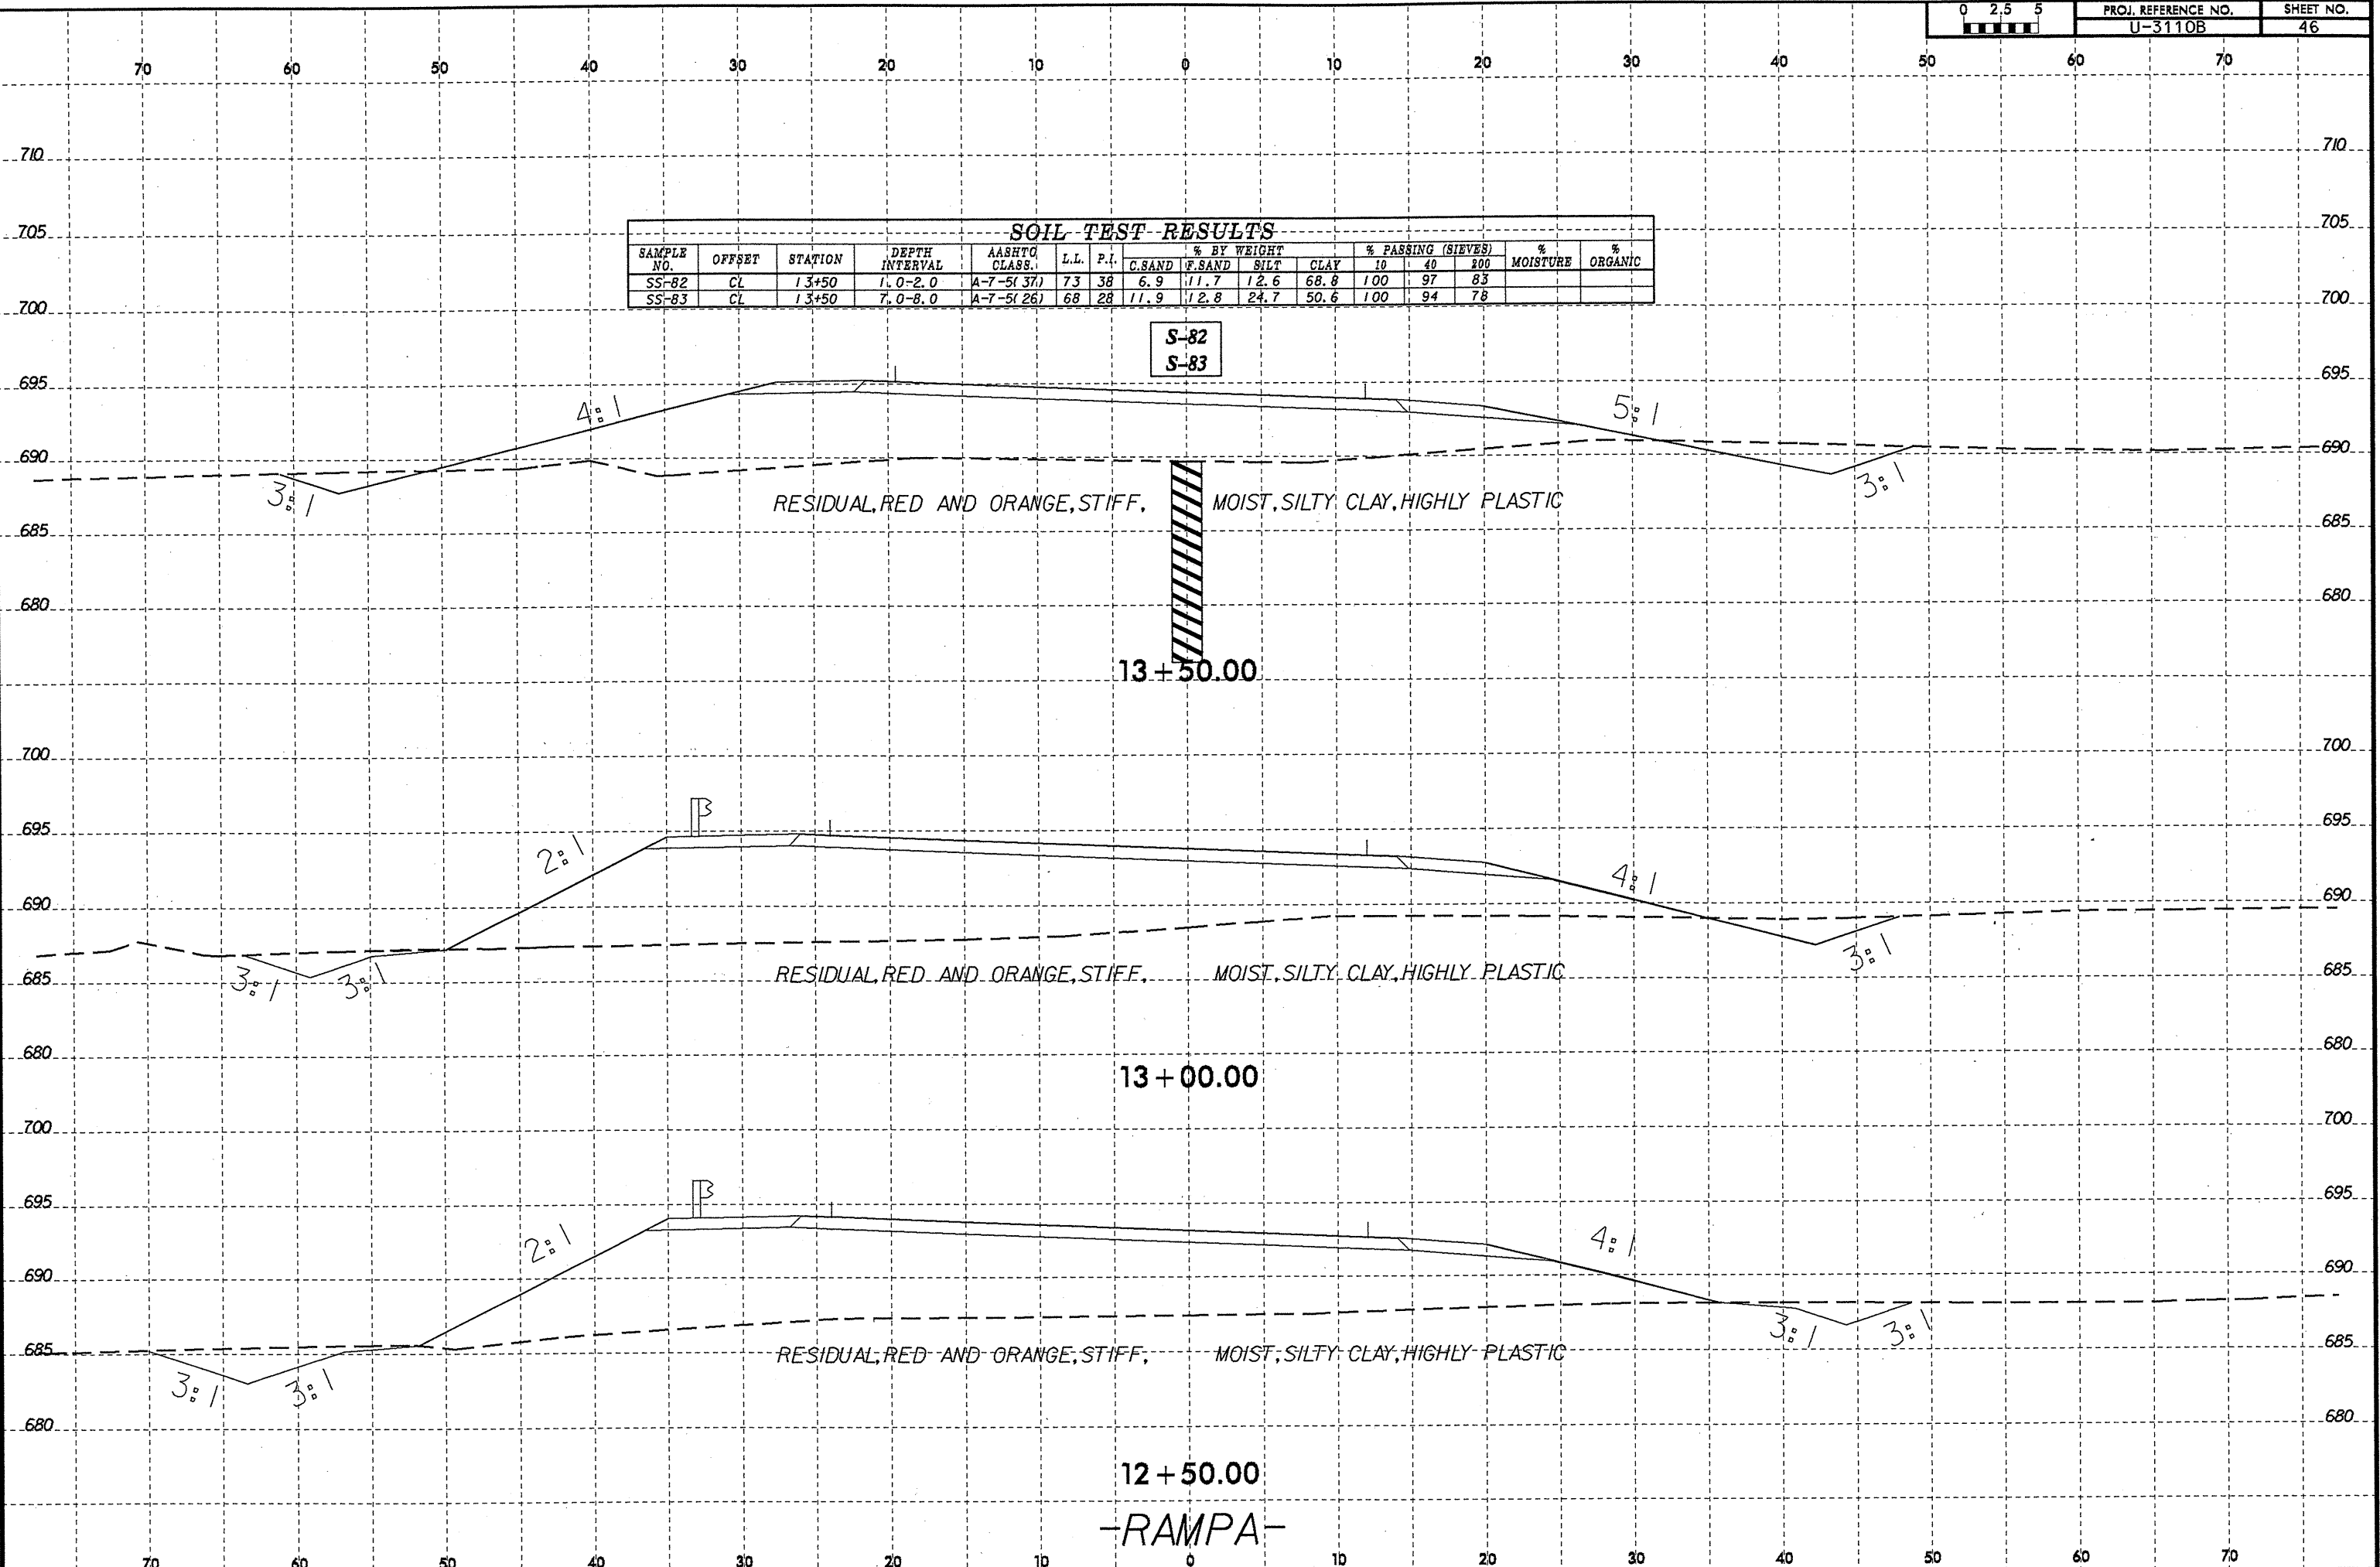 0 2.5 5 PROJ. REFERENCE NO. SHEET NO.
U-3110B 46
70 60 50 40 30 20 10 0 10 20 30 40 50 60 70
710 710
705 705
SOIL TEST RESULTS
SAMPLE NO. OFFSET STATION DEPTH INTERVAL AASHTO CLASS. L.L. P.I. % BY WEIGHT % PASSING (SIEVES) % MOISTURE % ORGANIC
C.SAND F.SAND SILT CLAY 10 40 200
SS-82 CL 13+50 1.0-2.0 A-7-5(37) 73 38 6.9 11.7 12.6 68.8 100 97 83
SS-83 CL 13+50 7.0-8.0 A-7-5(26) 68 28 11.9 12.8 24.7 50.6 100 94 78
700 700
S-82
S-83
695 695
4:1 5:1
690 690
3:1 3:1
RESIDUAL, RED AND ORANGE, STIFF, MOIST, SILTY CLAY, HIGHLY PLASTIC
685 685
680 680
13+50.00
700 700
695 695
2:1 4:1
690 690
3:1 3:1 3:1
685 685
RESIDUAL, RED AND ORANGE, STIFF, MOIST, SILTY CLAY, HIGHLY PLASTIC
680 680
13+00.00
700 700
695 695
2:1 4:1
690 690
3:1 3:1
685 685
RESIDUAL, RED AND ORANGE, STIFF, MOIST, SILTY CLAY, HIGHLY PLASTIC
3:1 3:1
680 680
12+50.00
-RAMPA-
70 60 50 40 30 20 10 0 10 20 30 40 50 60 70